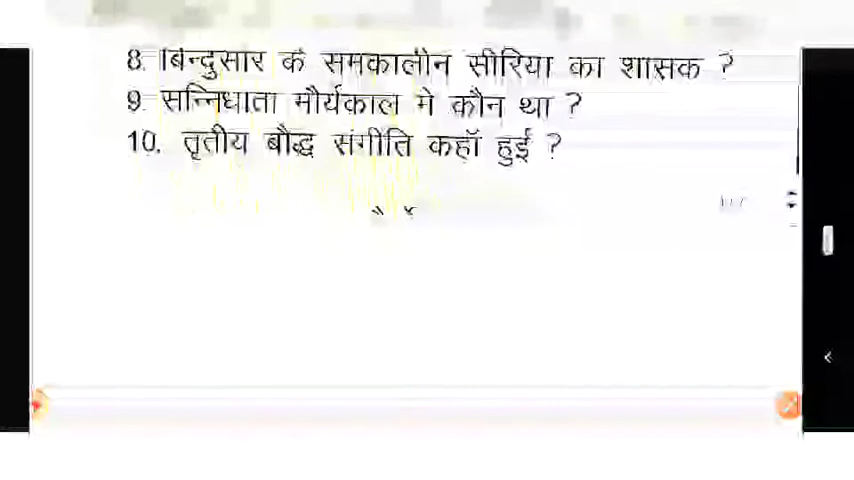 8. बिन्दुसार के समकालीन सीरिया का शासक ?
9 सन्निधाता मौर्यकाल मे कौन था ?
10. तृतीय बौद्ध संगीति कहाॅ हुई ?